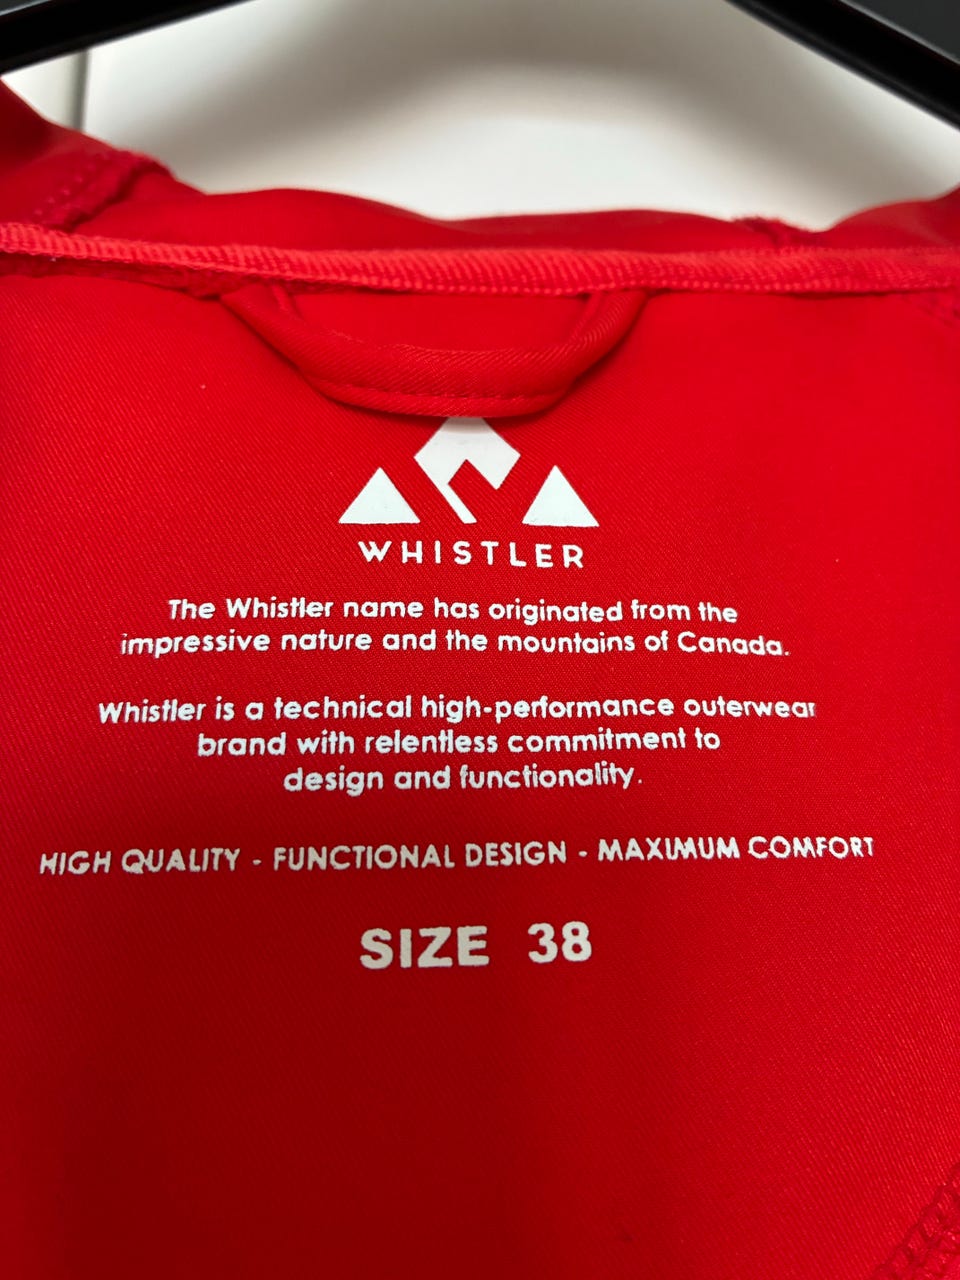 WHISTLER
The Whistler name has originated from the
impressive nature and the mountains of Canada.
Whistler is a technical high-performance outerwear
brand with relentless commitment to
design and functionality.
HIGH QUALITY - FUNCTIONAL DESIGN - MAXIMUM COMFORT
SIZE 38